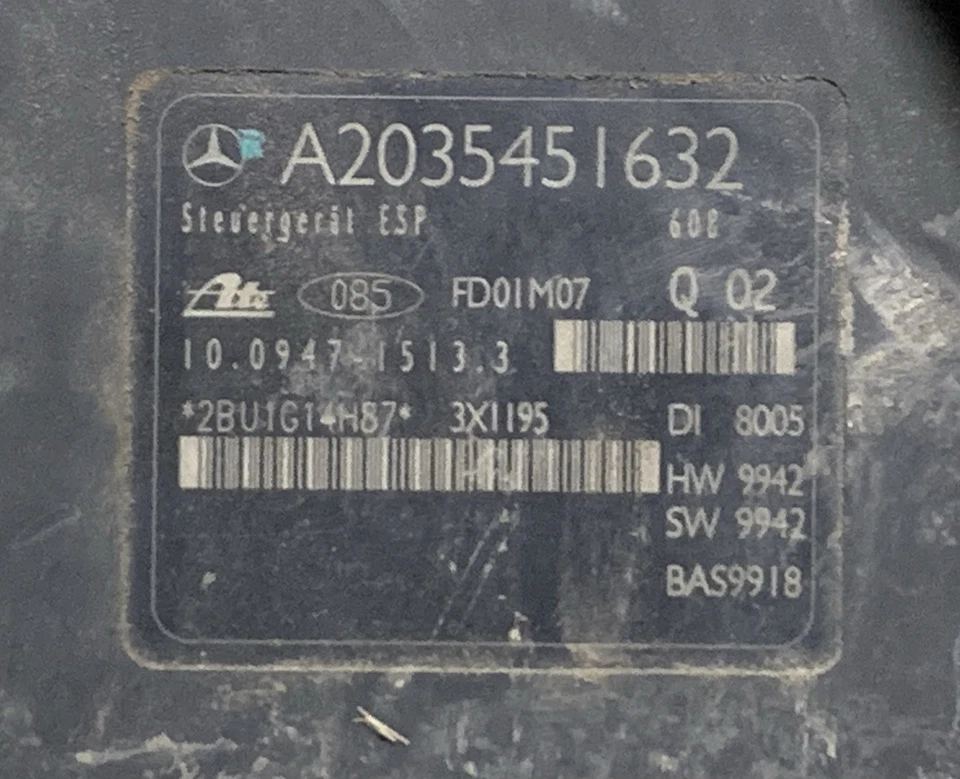 A2035451632
Steuergerät ESP 608
Ate 085 FD01M07 Q 02
10.0947-1513.3
*2BU1G14H87* 3X1195 DI 8005
HW 9942
SW 9942
BAS9918